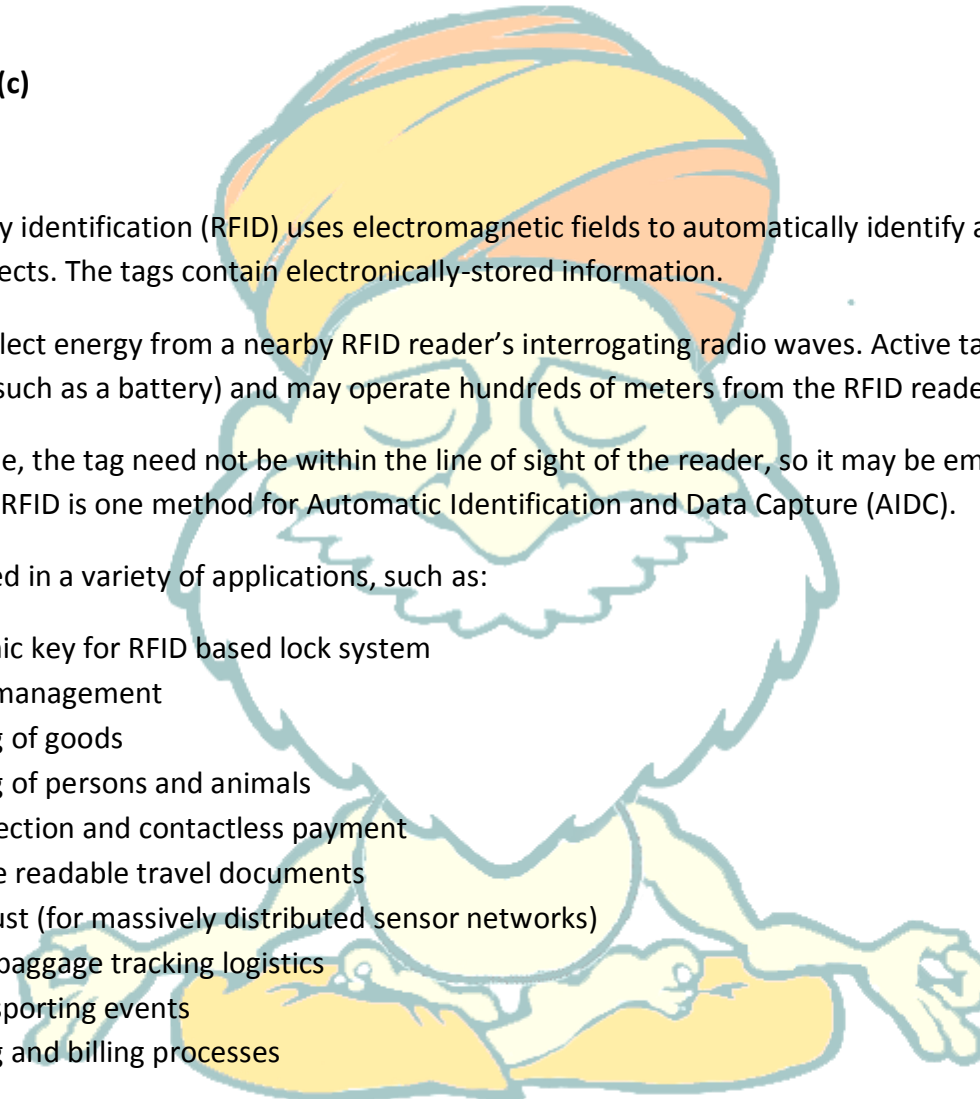 (c)
y identification (RFID) uses electromagnetic fields to automatically identify a
ects. The tags contain electronically-stored information.
lect energy from a nearby RFID reader’s interrogating radio waves. Active ta
such as a battery) and may operate hundreds of meters from the RFID reade
e, the tag need not be within the line of sight of the reader, so it may be em
RFID is one method for Automatic Identification and Data Capture (AIDC).
ed in a variety of applications, such as:
ic key for RFID based lock system
management
g of goods
g of persons and animals
ection and contactless payment
e readable travel documents
ust (for massively distributed sensor networks)
baggage tracking logistics
sporting events
g and billing processes